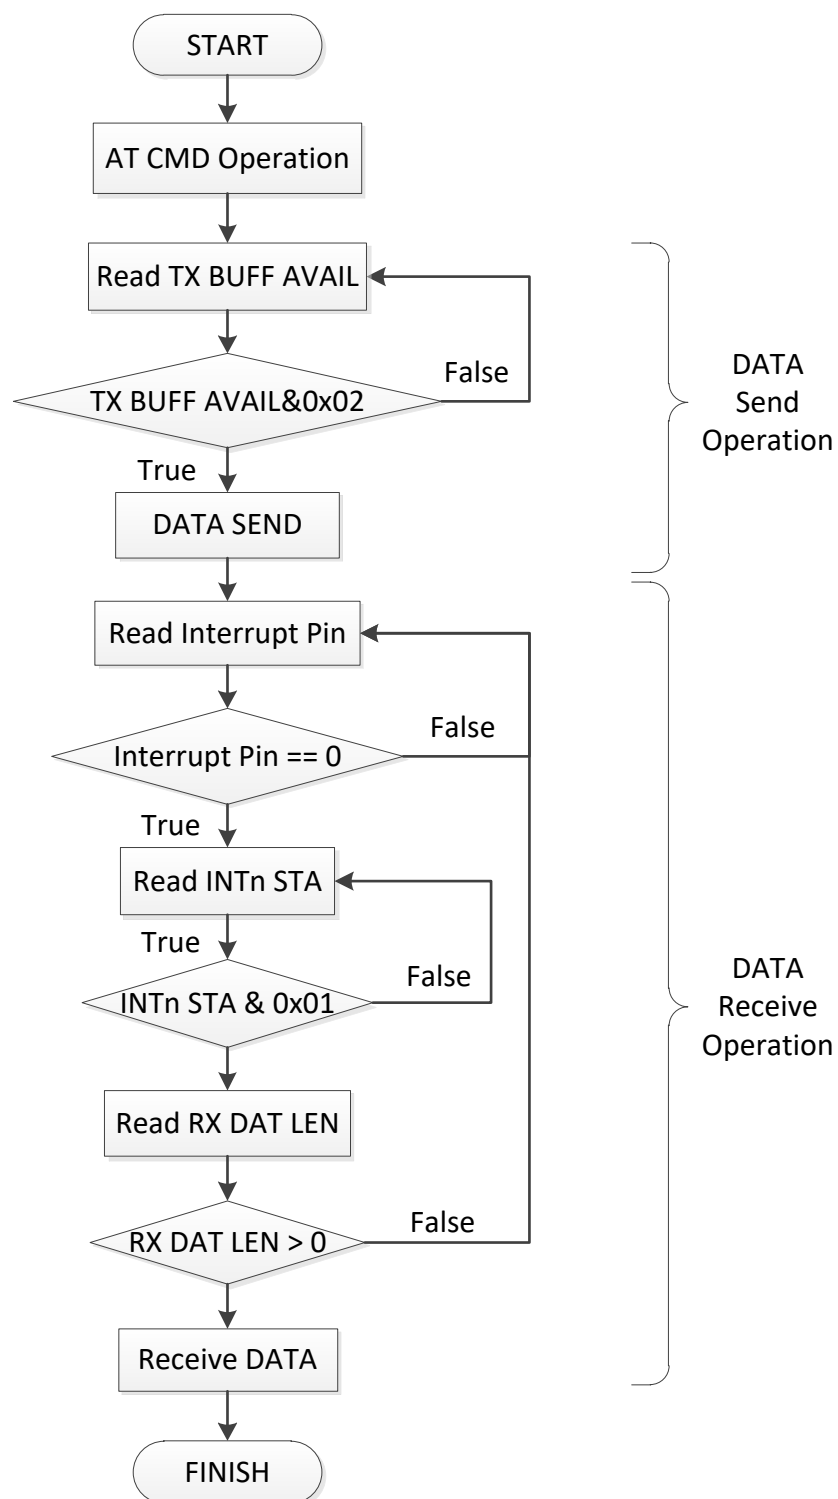 START
AT CMD Operation
Read TX BUFF AVAIL
False
TX BUFF AVAIL&0x02
True
DATA SEND
DATA
Send
Operation
Read Interrupt Pin
False
Interrupt Pin == 0
True
Read INTn STA
True
False
INTn STA & 0x01
Read RX DAT LEN
False
RX DAT LEN > 0
Receive DATA
DATA
Receive
Operation
FINISH